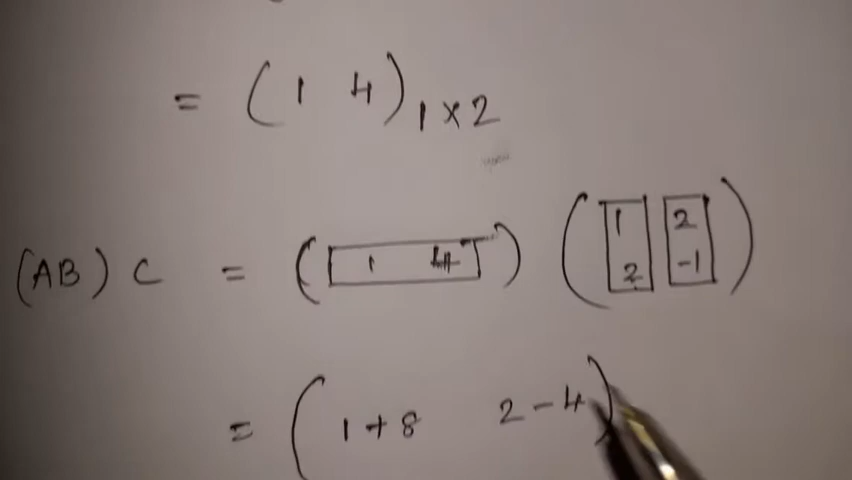 = ( 1 4 ) 1 × 2
(AB) C = ( 1 4 ) ( 1 2
2 -1 )
= ( 1 + 8 2 - 4 )